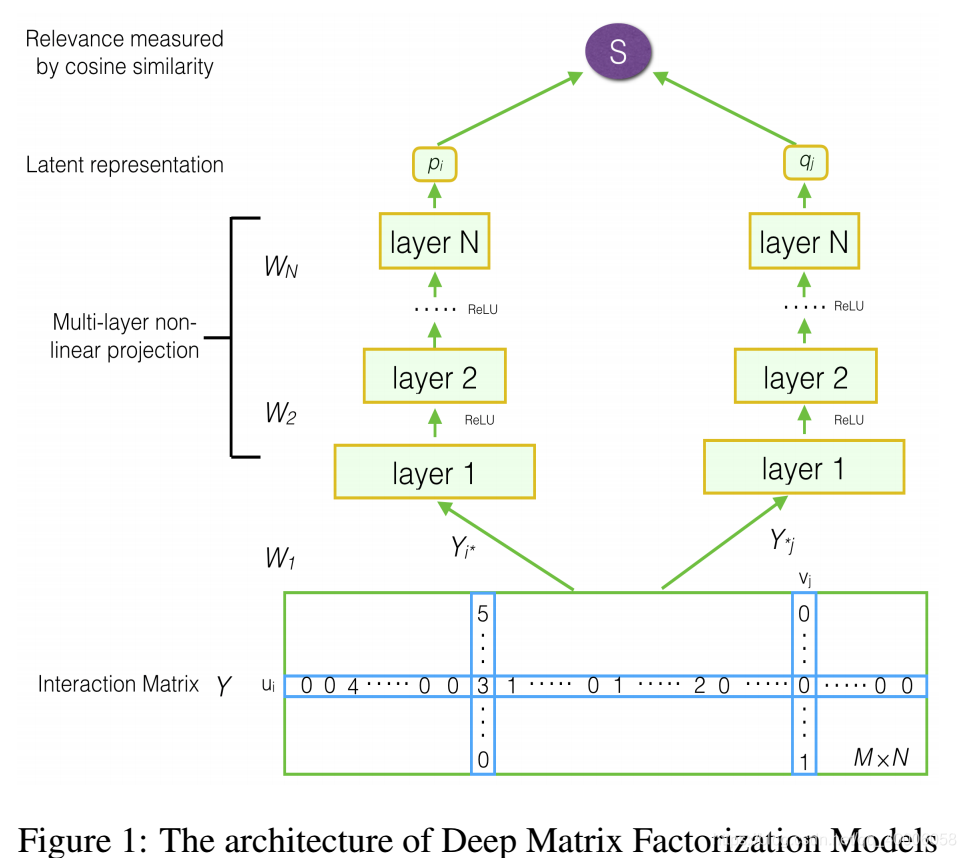 Relevance measured
by cosine similarity
S
Latent representation
pi
qj
layer N
layer N
WN
····· ReLU
····· ReLU
Multi-layer non-
linear projection
layer 2
layer 2
W2
ReLU
ReLU
layer 1
layer 1
Yi*
Y*j
W1
vj
5
0
Interaction Matrix Y ui 0 0 4 ····· 0 0 3 1 ····· 0 1 ····· 2 0 ····· 0 ····· 0 0
0
1
M×N
Figure 1: The architecture of Deep Matrix Factorization Models